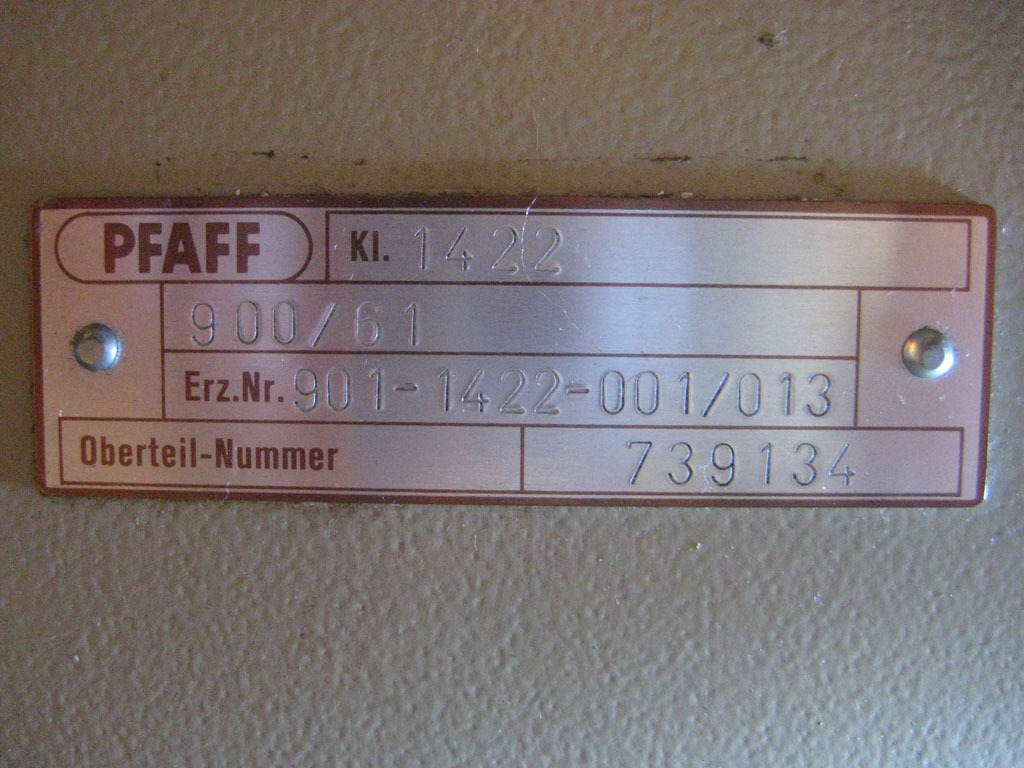 PFAFF Kl. 1422
900/61
Erz.Nr. 901-1422-001/013
Oberteil-Nummer 739134